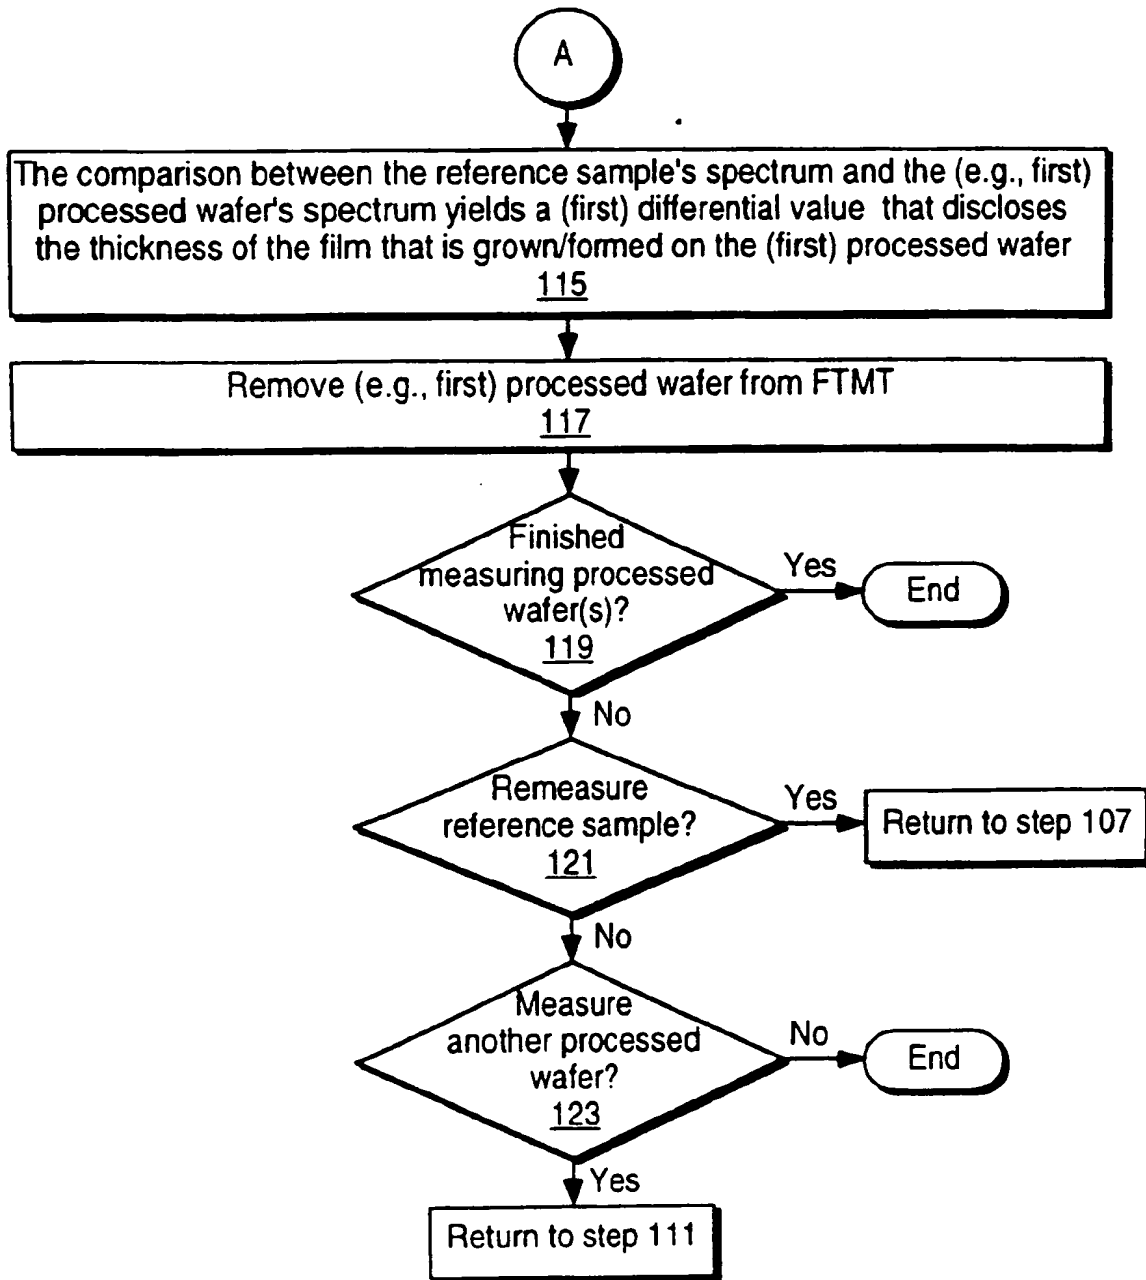 A
The comparison between the reference sample's spectrum and the (e.g., first)
processed wafer's spectrum yields a (first) differential value that discloses
the thickness of the film that is grown/formed on the (first) processed wafer
115
Remove (e.g., first) processed wafer from FTMT
117
Finished
measuring processed
wafer(s)?
119
Yes
End
No
Remeasure
reference sample?
121
Yes
Return to step 107
No
Measure
another processed
wafer?
123
No
End
Yes
Return to step 111